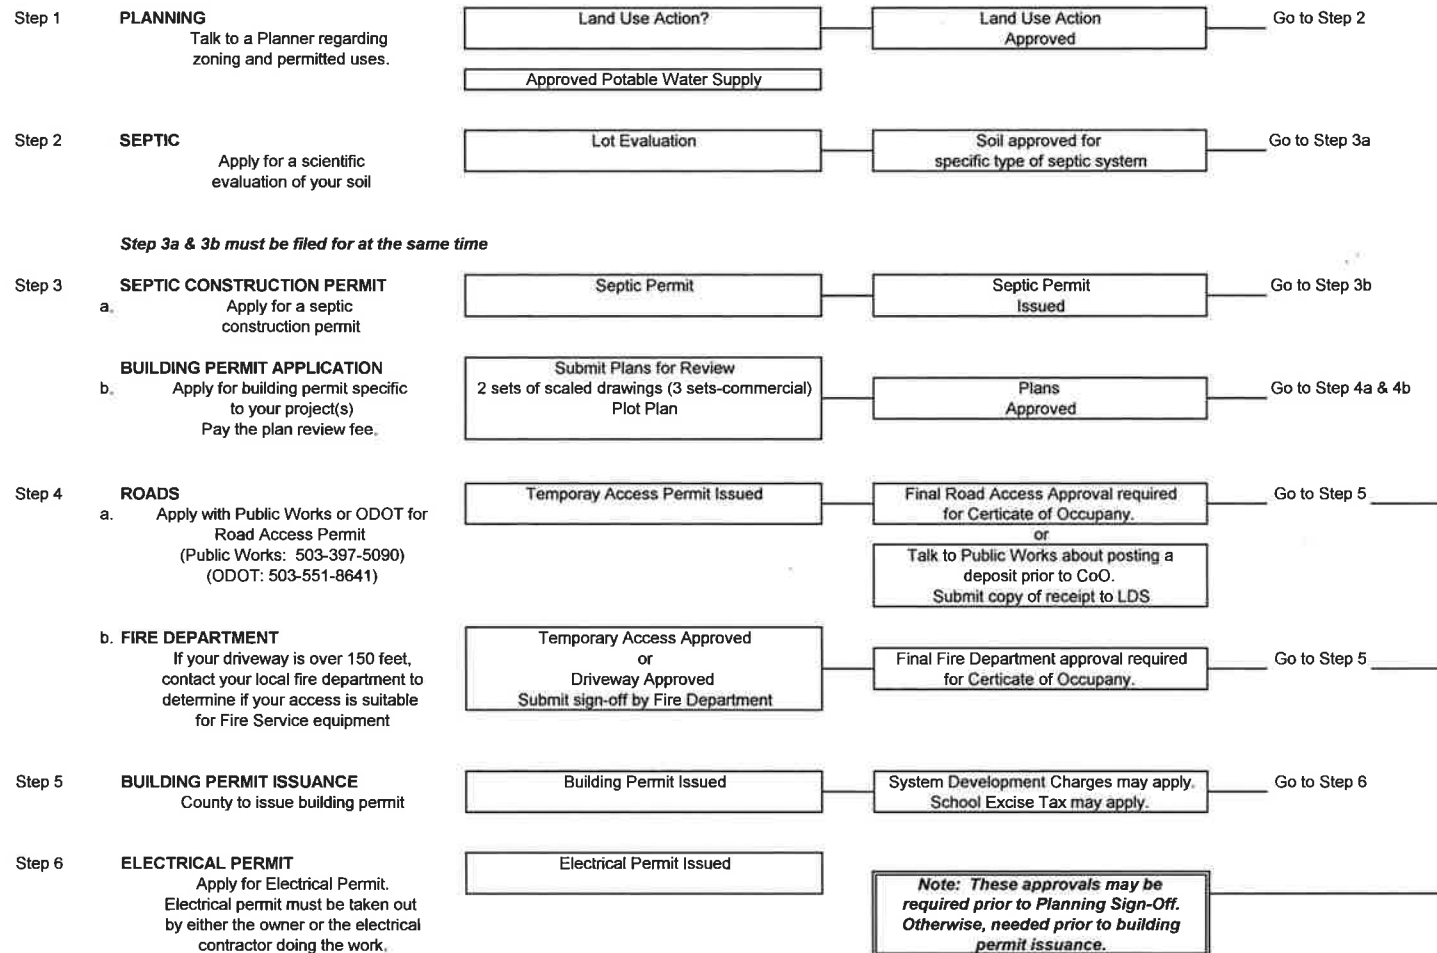 Step 1
PLANNING
Talk to a Planner regarding
zoning and permitted uses.
Land Use Action?
Land Use Action
Approved
Go to Step 2
Approved Potable Water Supply
Step 2
SEPTIC
Apply for a scientific
evaluation of your soil
Lot Evaluation
Soil approved for
specific type of septic system
Go to Step 3a
Step 3a & 3b must be filed for at the same time
Step 3
SEPTIC CONSTRUCTION PERMIT
a.
Apply for a septic
construction permit
Septic Permit
Septic Permit
Issued
Go to Step 3b
BUILDING PERMIT APPLICATION
b.
Apply for building permit specific
to your project(s)
Pay the plan review fee.
Submit Plans for Review
2 sets of scaled drawings (3 sets-commercial)
Plot Plan
Plans
Approved
Go to Step 4a & 4b
Step 4
ROADS
a.
Apply with Public Works or ODOT for
Road Access Permit
(Public Works: 503-397-5090)
(ODOT: 503-551-8641)
Temporay Access Permit Issued
Final Road Access Approval required
for Certicate of Occupany.
or
Talk to Public Works about posting a
deposit prior to CoO.
Submit copy of receipt to LDS
Go to Step 5
b. FIRE DEPARTMENT
If your driveway is over 150 feet,
contact your local fire department to
determine if your access is suitable
for Fire Service equipment
Temporary Access Approved
or
Driveway Approved
Submit sign-off by Fire Department
Final Fire Department approval required
for Certicate of Occupany.
Go to Step 5
Step 5
BUILDING PERMIT ISSUANCE
County to issue building permit
Building Permit Issued
System Development Charges may apply.
School Excise Tax may apply.
Go to Step 6
Step 6
ELECTRICAL PERMIT
Apply for Electrical Permit.
Electrical permit must be taken out
by either the owner or the electrical
contractor doing the work.
Electrical Permit Issued
Note: These approvals may be
required prior to Planning Sign-Off.
Otherwise, needed prior to building
permit issuance.